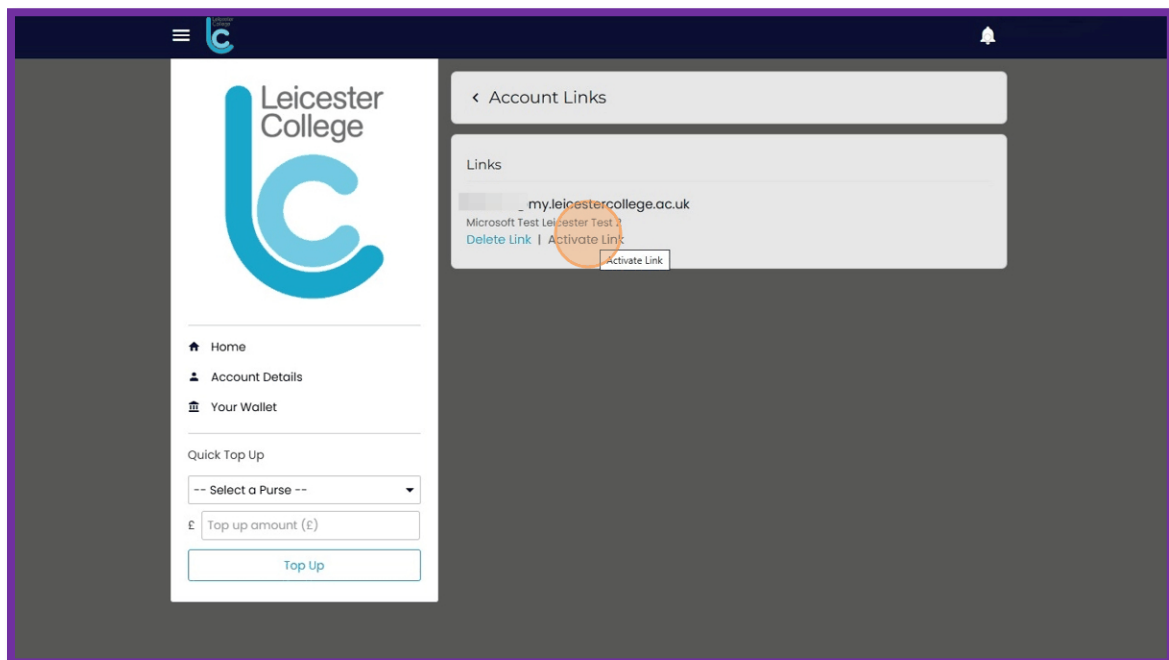 Leicester
College
Leicester
College
Home
Account Details
Your Wallet
Quick Top Up
-- Select a Purse --
£ Top up amount (£)
Top Up
Account Links
Links
my.leicestercollege.ac.uk
Microsoft Test Leicester Test 2
Delete Link | Activate Link
Activate Link